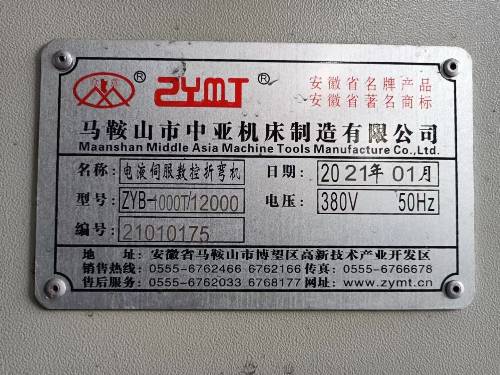 ® ZYMT ® 安徽省名牌产品
安徽省著名商标
马鞍山市中亚机床制造有限公司
Maanshan Middle Asia Machine Tools Manufacture Co.,Ltd.
名称: 电液伺服数控折弯机 日期: 2021年 01月
型号: ZYB-1000T/12000 电压: 380V 50Hz
编号: 21010175
地 址: 安徽省马鞍山市博望区高新技术产业开发区
销售热线: 0555-6762466 6762166 传真: 0555-6766678
售后服务: 0555-6762033 6768177 网址: www.zymt.cn